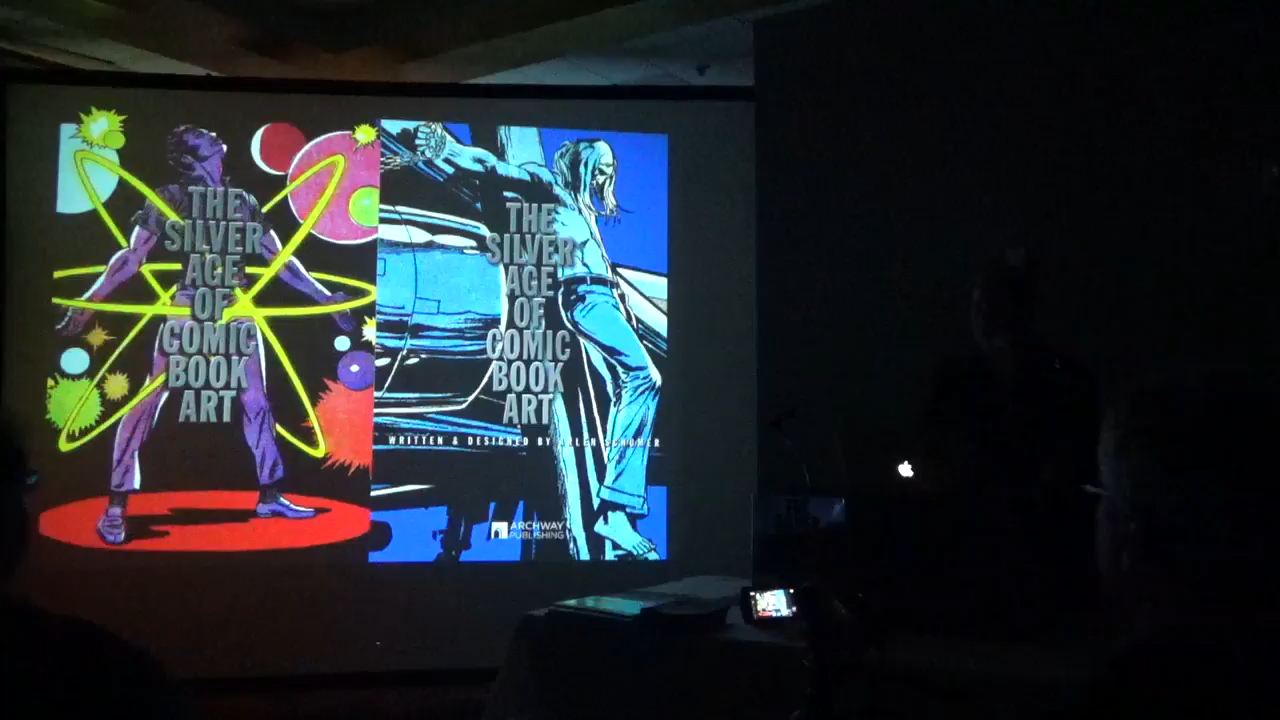 THE
SILVER
AGE
OF
COMIC
BOOK
ART
THE
SILVER
AGE
OF
COMIC
BOOK
ART
WRITTEN & DESIGNED BY ARLEN SCHUMER
ARCHWAY
PUBLISHING